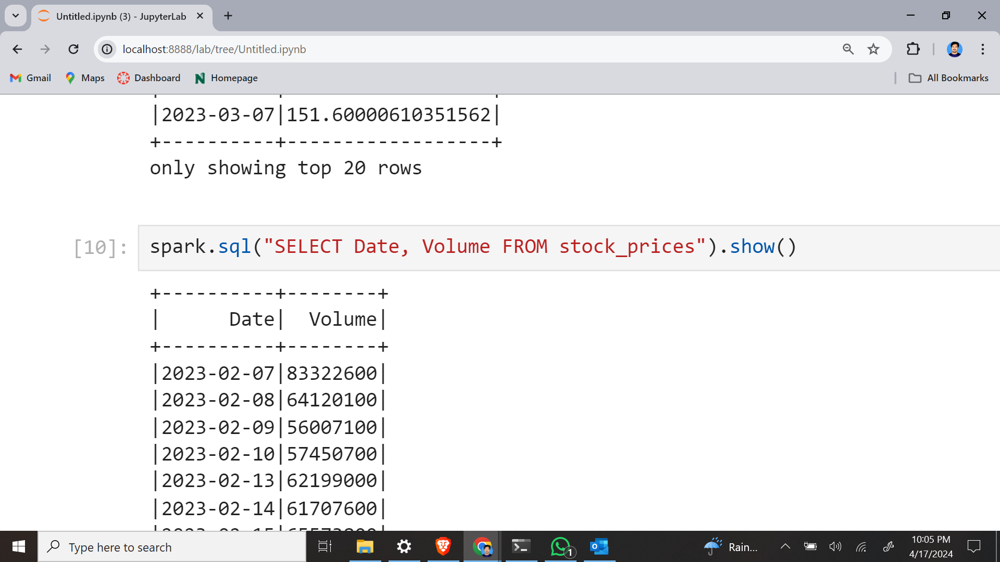 Untitled.ipynb (3) - JupyterLab
localhost:8888/lab/tree/Untitled.ipynb
Gmail Maps Dashboard Homepage All Bookmarks
|2023-03-07|151.60000610351562|
+----------+------------------+
only showing top 20 rows
[10]: spark.sql("SELECT Date, Volume FROM stock_prices").show()
+----------+--------+
|      Date|  Volume|
+----------+--------+
|2023-02-07|83322600|
|2023-02-08|64120100|
|2023-02-09|56007100|
|2023-02-10|57450700|
|2023-02-13|62199000|
|2023-02-14|61707600|
Type here to search
1
Rain...
10:05 PM
4/17/2024